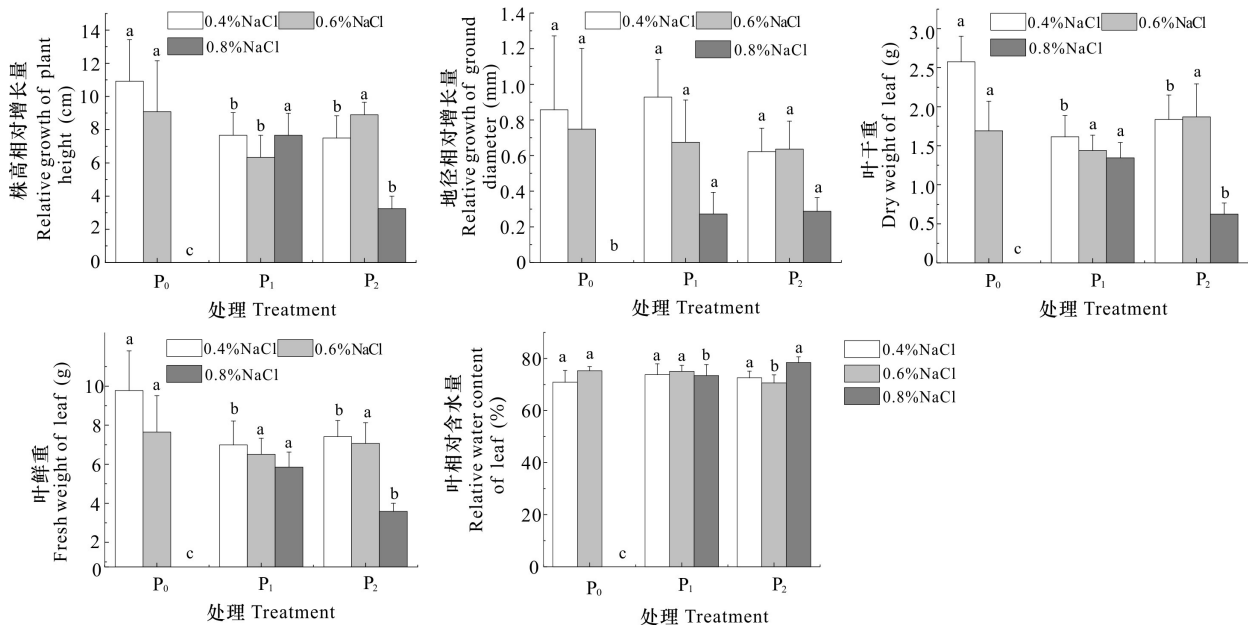 株高相对增长量
Relative growth of plant
height (cm)
14
12
10
8
6
4
2
0
0.4%NaCl
0.6%NaCl
0.8%NaCl
a
a
c
b
b
a
b
a
b
P0
P1
P2
处理 Treatment
地径相对增长量
Relative growth of ground
diameter (mm)
1.4
1.2
1.0
0.8
0.6
0.4
0.2
0
0.4%NaCl
0.6%NaCl
0.8%NaCl
a
a
b
a
a
a
a
a
a
P0
P1
P2
处理 Treatment
叶干重
Dry weight of leaf (g)
3.0
2.5
1.5
2.0
1.5
1.0
0.5
0
0.4%NaCl
0.6%NaCl
0.8%NaCl
a
a
c
b
a
a
b
a
b
P0
P1
P2
处理 Treatment
叶鲜重
Fresh weight of leaf (g)
10
8
6
4
2
0
0.4%NaCl
0.6%NaCl
0.8%NaCl
a
a
c
b
a
a
b
a
b
P0
P1
P2
处理 Treatment
叶相对含水量
Relative water content
of leaf (%)
80
60
40
20
0
a
a
c
a
a
b
a
b
a
P0
P1
P2
处理 Treatment
0.4%NaCl
0.6%NaCl
0.8%NaCl